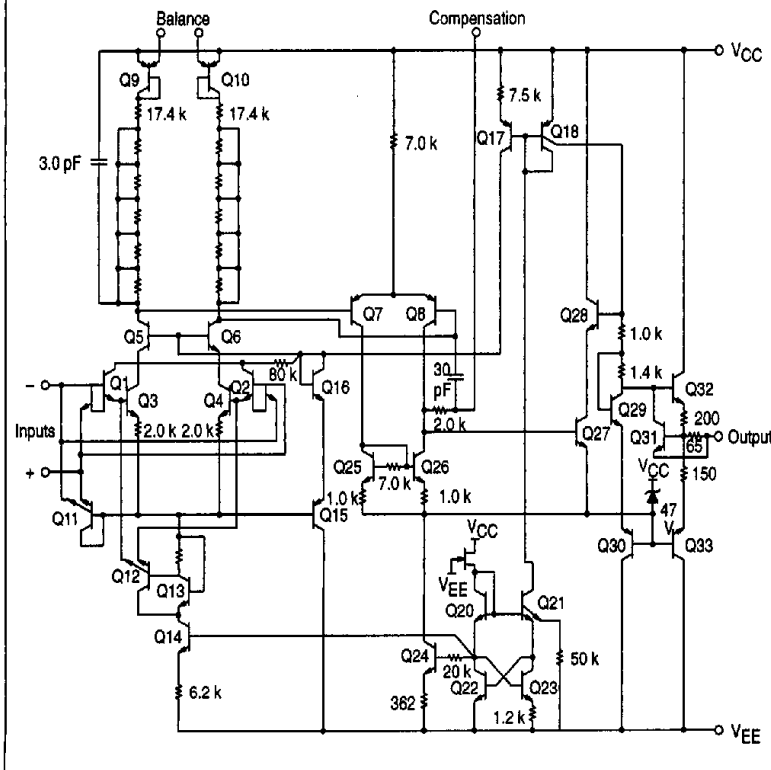 Balance
Compensation
VCC
Q9
Q10
17.4 k
17.4 k
7.5 k
Q17
Q18
3.0 pF
7.0 k
Q28
Q7
Q8
Q5
Q6
1.0 k
1.4 k
30
pF
80 k
Q16
–
Q1
Q3
Q4
Q2
Q29
Q32
200
Inputs
2.0 k
2.0 k
2.0 k
Q27
Q31
65
Output
+
Q25
7.0 k
Q26
VCC
150
1.0 k
1.0 k
47
V
Q11
Q15
Q30
Q33
Q12
Q13
VCC
VEE
Q20
Q21
Q14
Q24
20 k
50 k
Q22
Q23
6.2 k
362
1.2 k
VEE